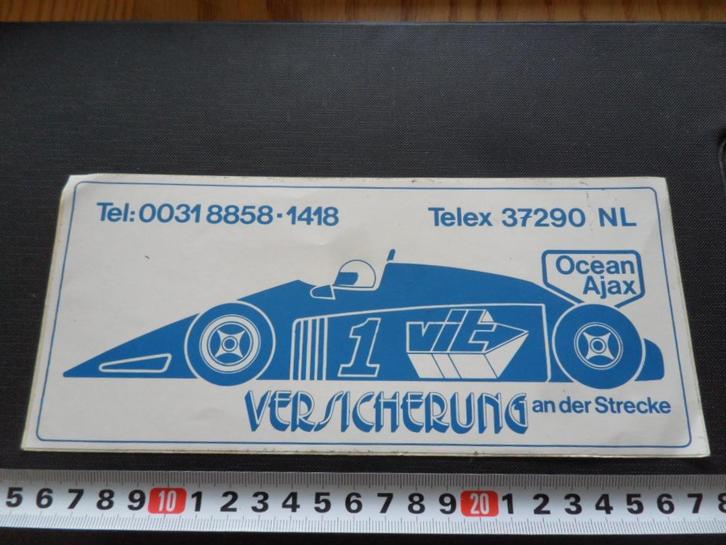 Tel: 0031 8858·1418
Telex 37290 NL
Ocean
Ajax
1 vit
VERSICHERUNG an der Strecke
5 6 7 8 9 10 1 2 3 4 5 6 7 8 9 20 1 2 3 4 5 6 7 8